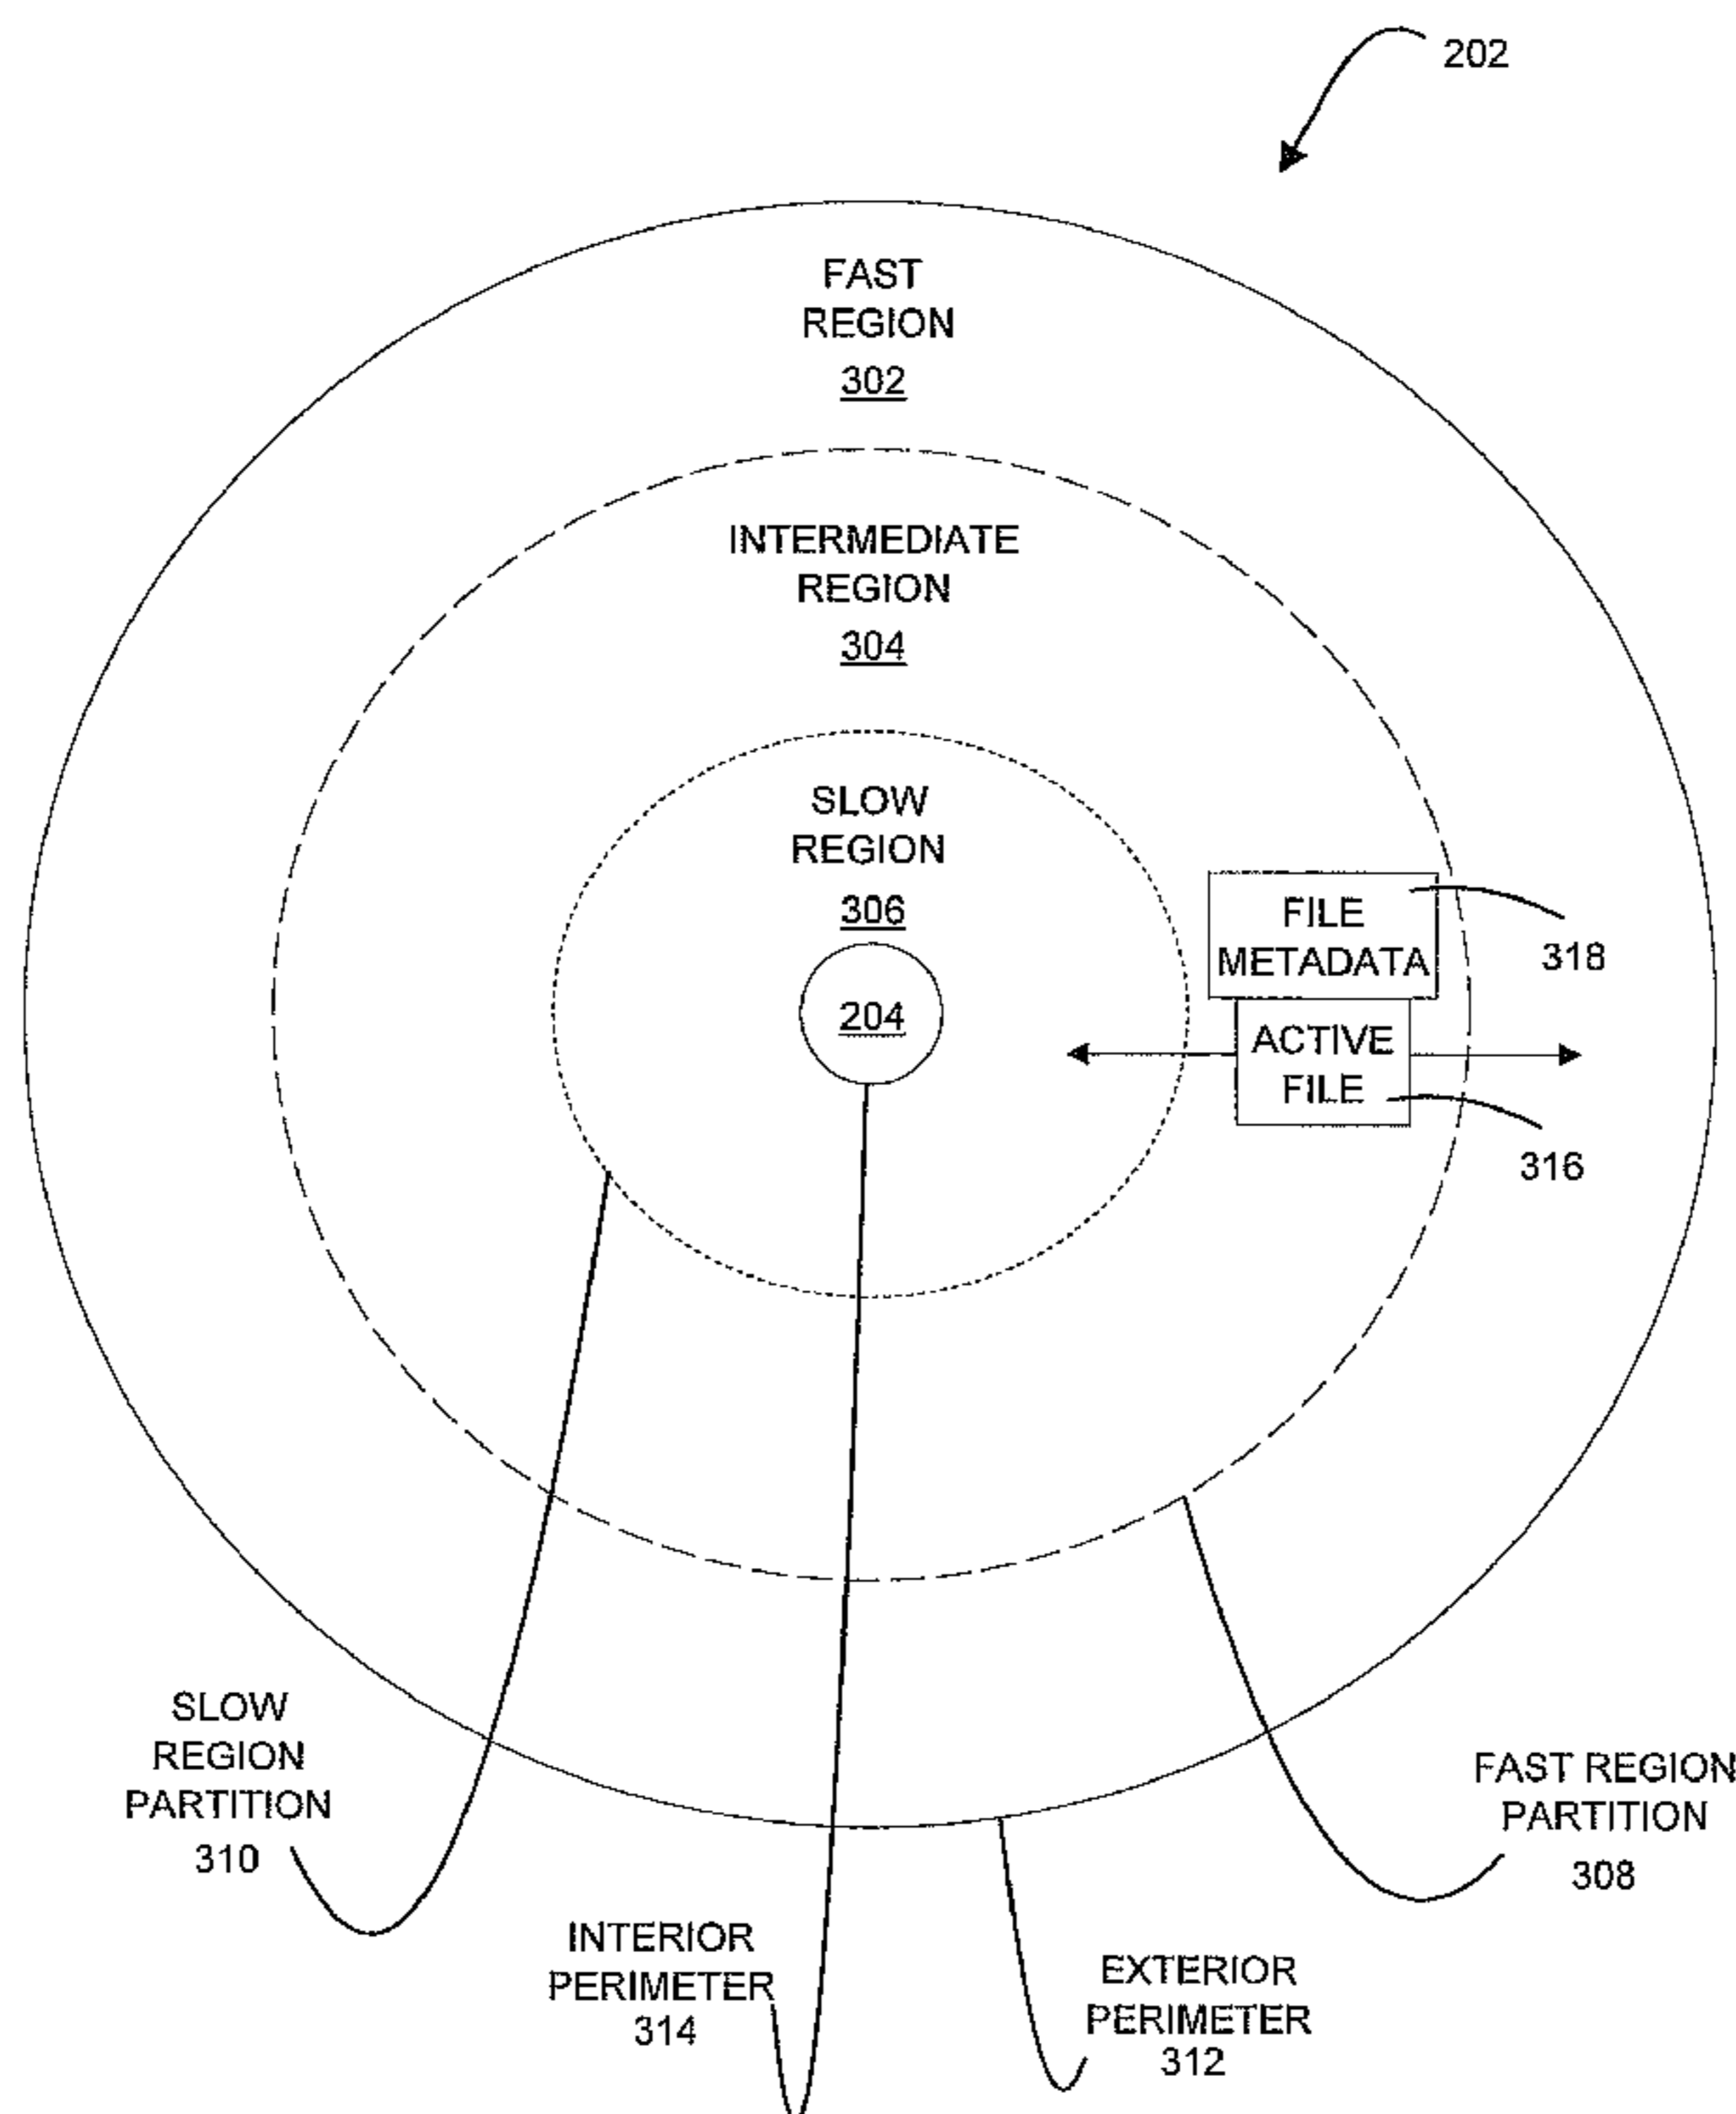 202
FAST
REGION
302
INTERMEDIATE
REGION
304
SLOW
REGION
306
204
FILE
METADATA
318
ACTIVE
FILE
316
SLOW
REGION
PARTITION
310
FAST REGION
PARTITION
308
INTERIOR
PERIMETER
314
EXTERIOR
PERIMETER
312